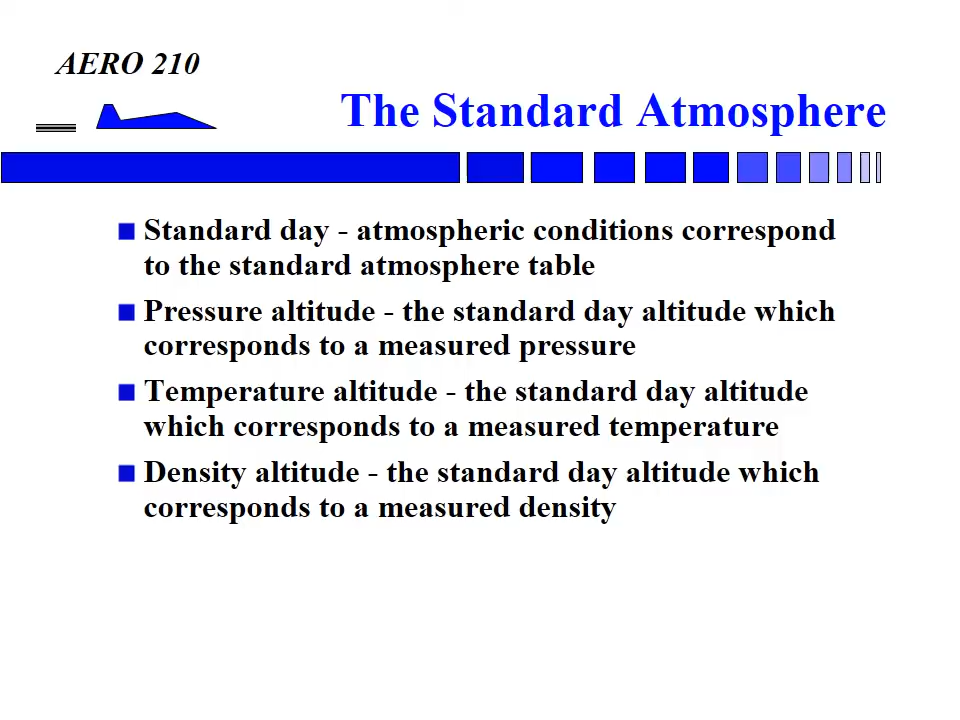 AERO 210
The Standard Atmosphere
Standard day - atmospheric conditions correspond
to the standard atmosphere table
Pressure altitude - the standard day altitude which
corresponds to a measured pressure
Temperature altitude - the standard day altitude
which corresponds to a measured temperature
Density altitude - the standard day altitude which
corresponds to a measured density